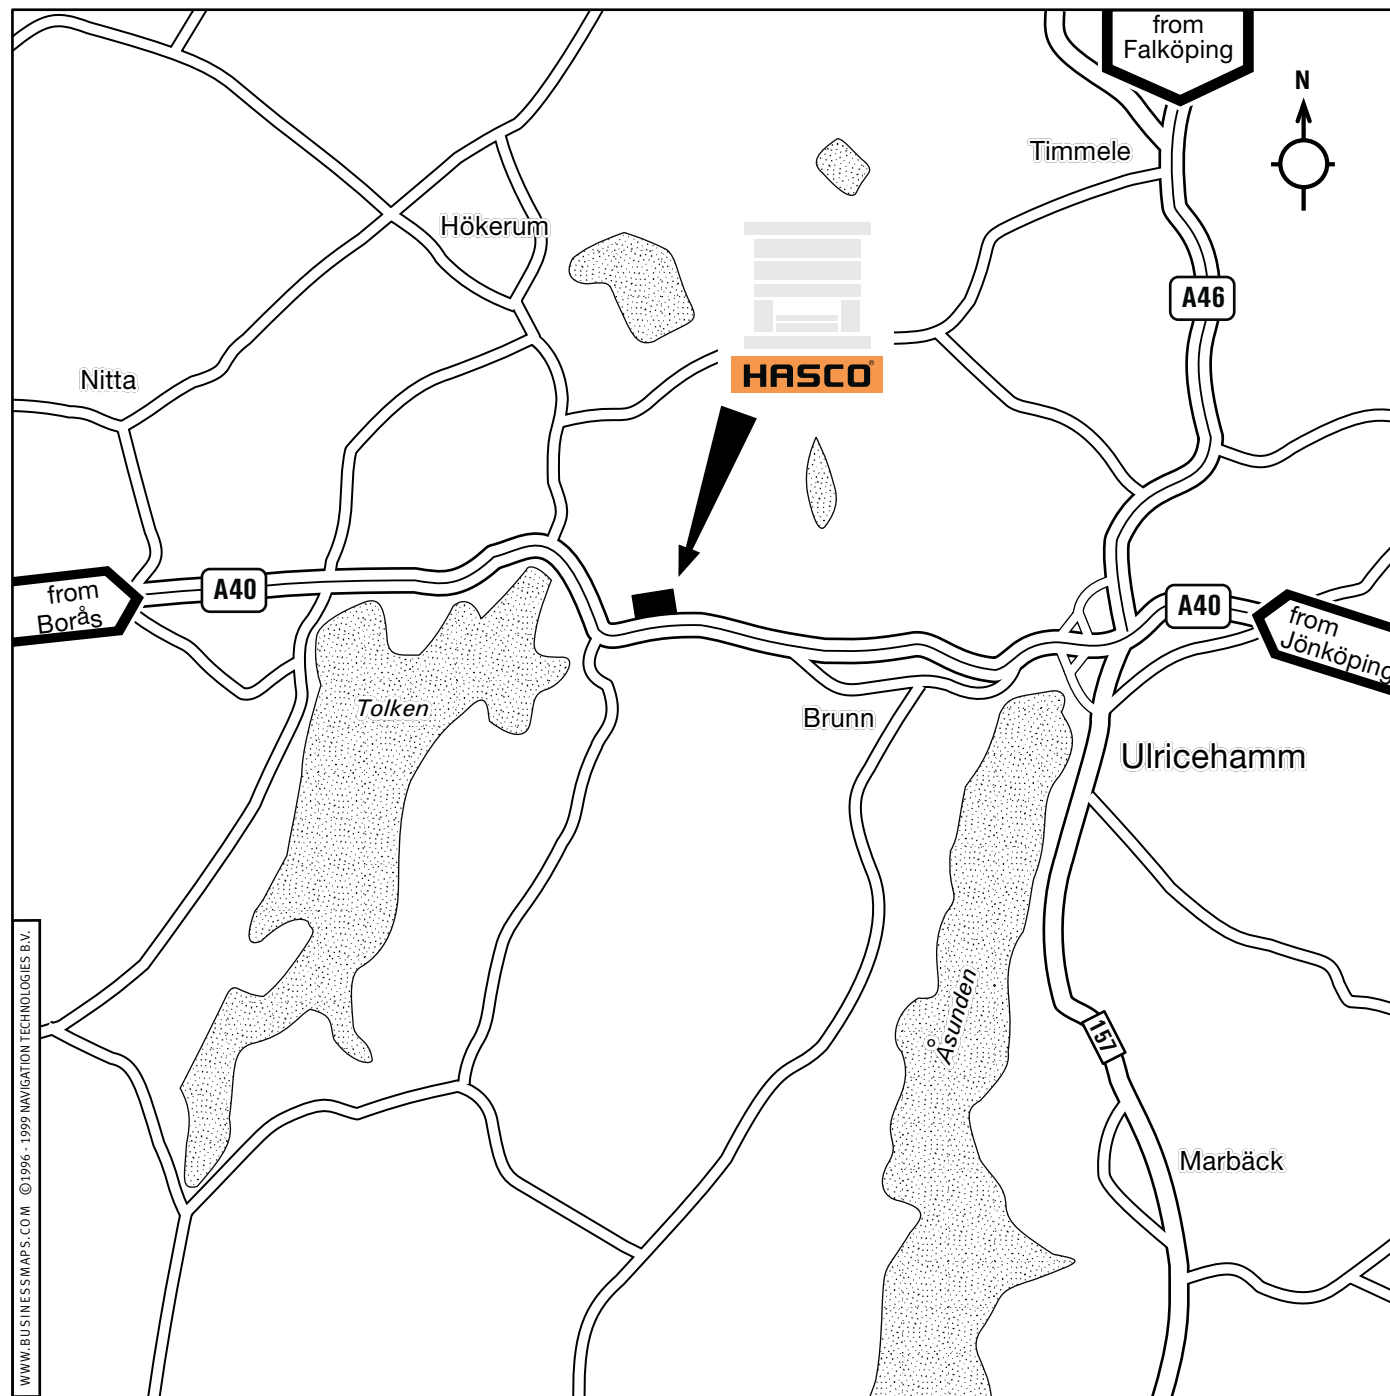 from
Falköping
N
Timmele
Hökerum
A46
HASCO®
Nitta
from
Borås
A40
A40
from
Jönköping
Tolken
Brunn
Ulricehamm
Åsunden
157
Marbäck
WWW.BUSINESSMAPS.COM ©1996 - 1999 NAVIGATION TECHNOLOGIES B.V.